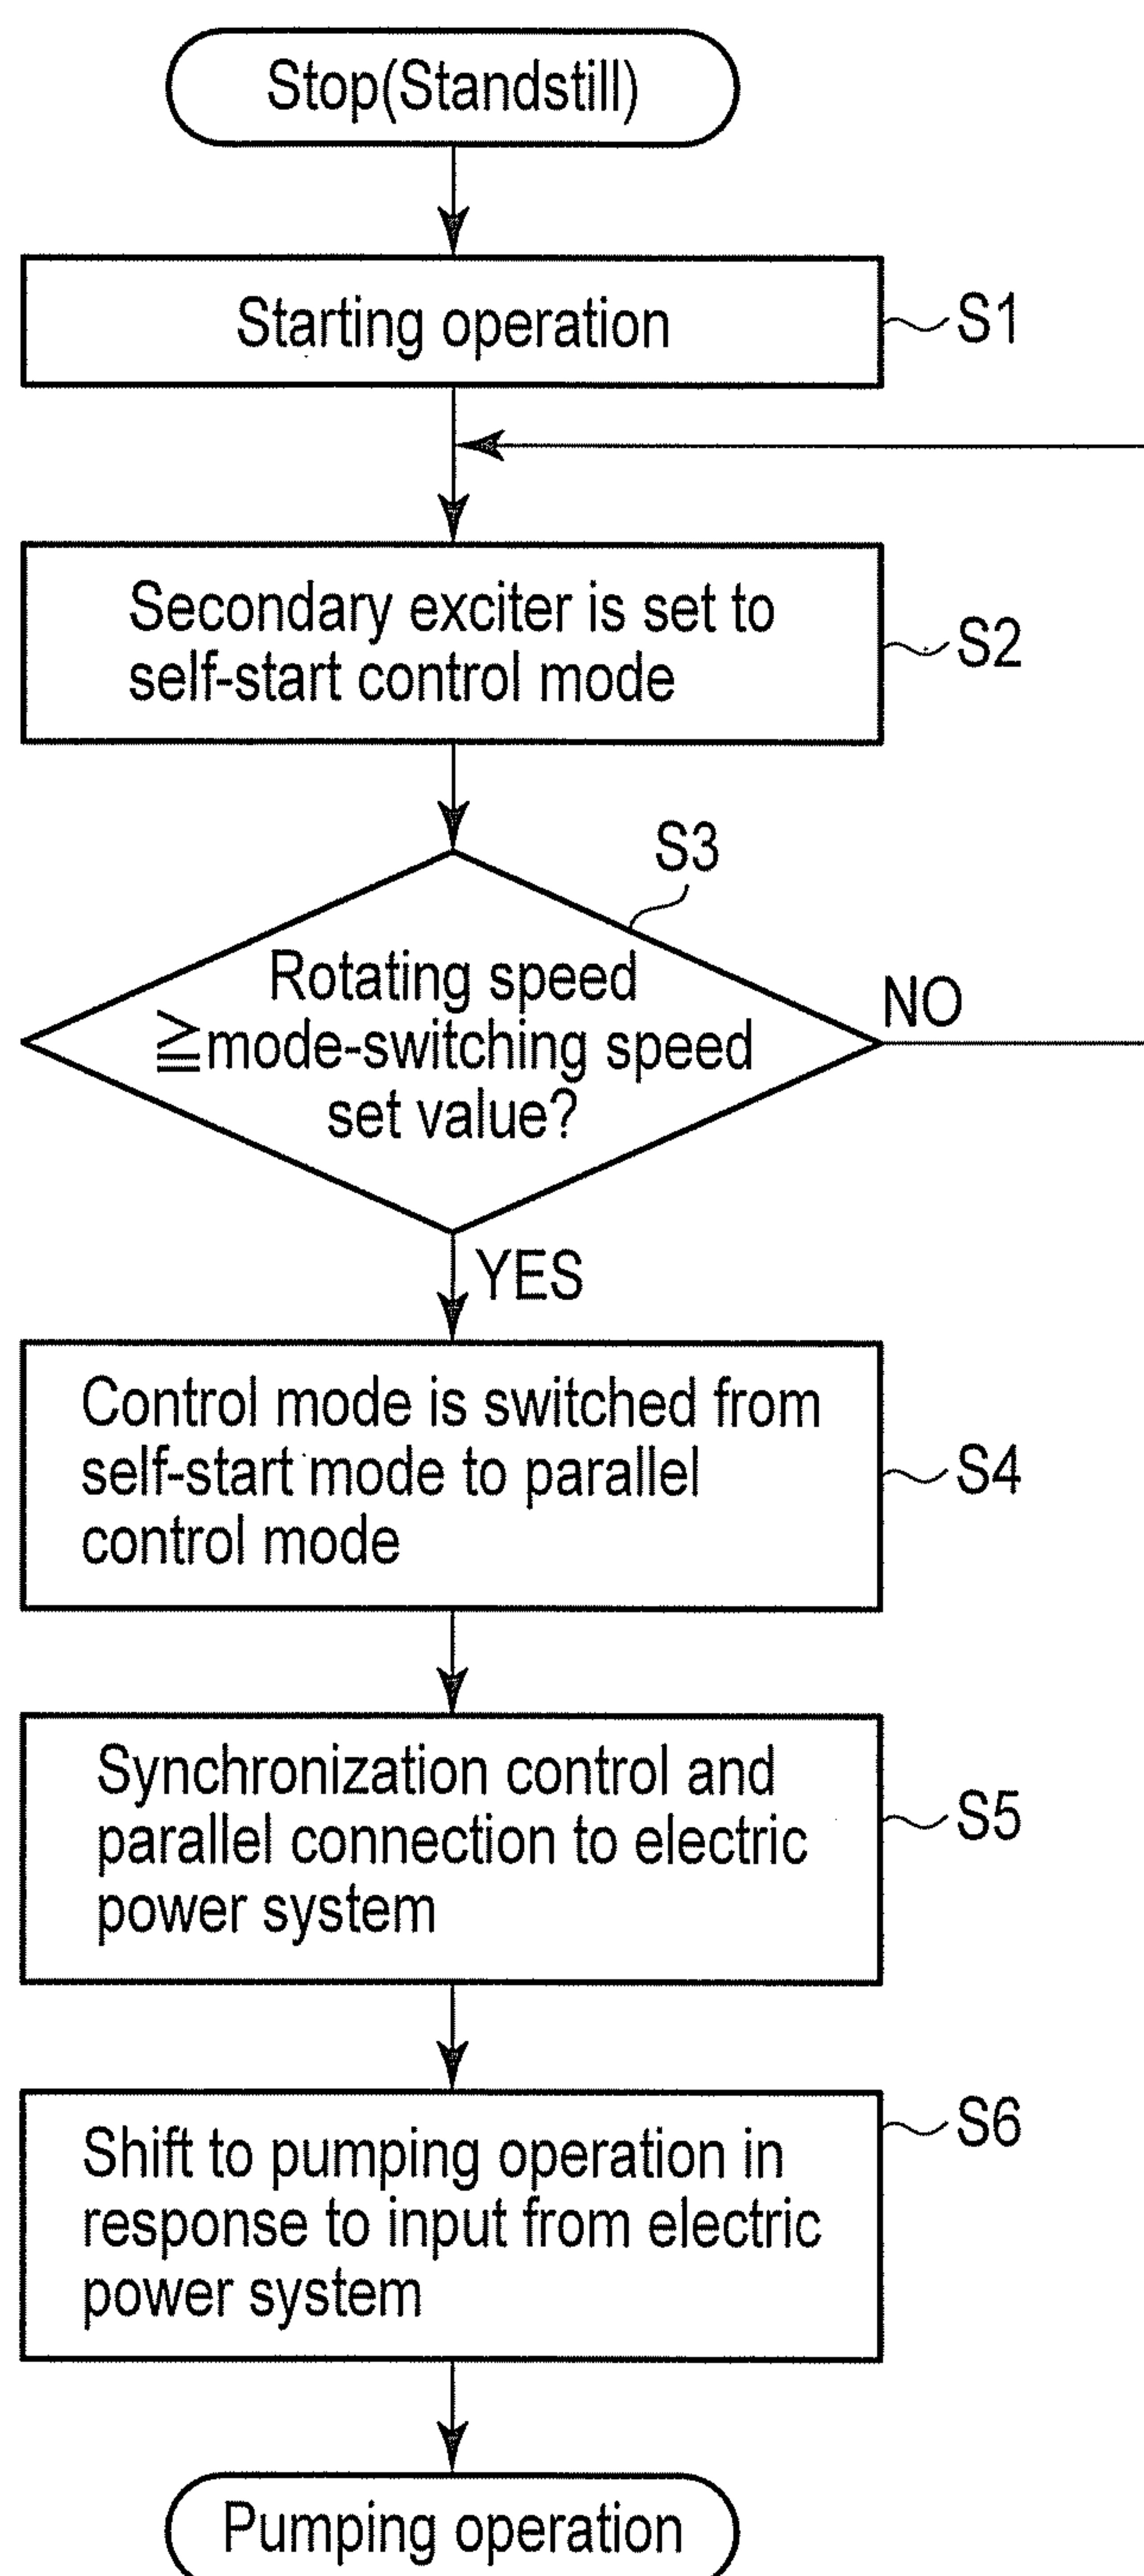 Stop(Standstill)
Starting operation
S1
Secondary exciter is set to
self-start control mode
S2
S3
Rotating speed
≧mode-switching speed
set value?
NO
YES
Control mode is switched from
self-start mode to parallel
control mode
S4
Synchronization control and
parallel connection to electric
power system
S5
Shift to pumping operation in
response to input from electric
power system
S6
Pumping operation